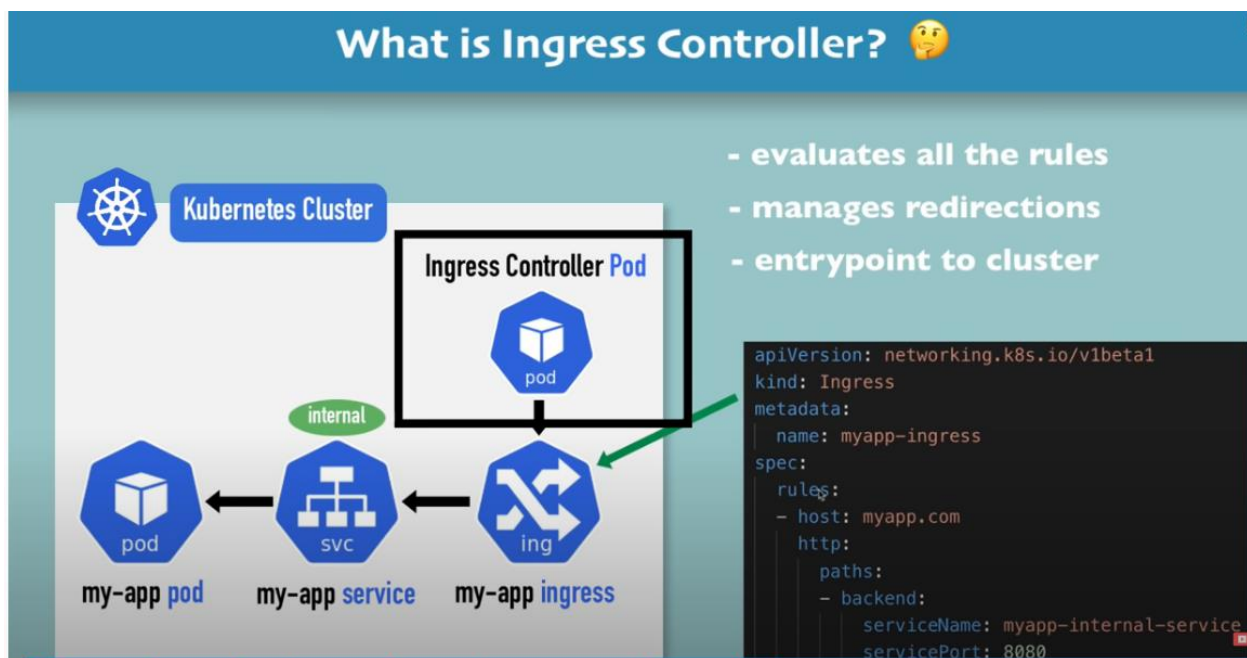 What is Ingress Controller? 🤔
- evaluates all the rules
- manages redirections
- entrypoint to cluster
Kubernetes Cluster
Ingress Controller Pod
pod
internal
pod
svc
ing
my-app pod
my-app service
my-app ingress
apiVersion: networking.k8s.io/v1beta1
kind: Ingress
metadata:
  name: myapp-ingress
spec:
  rules:
  - host: myapp.com
    http:
      paths:
      - backend:
          serviceName: myapp-internal-service
          servicePort: 8080